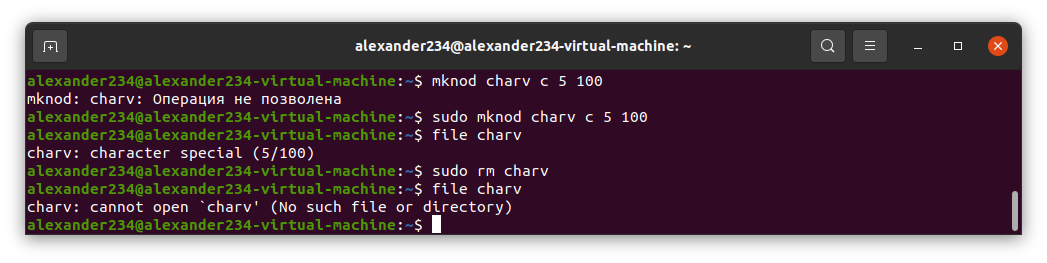 alexander234@alexander234-virtual-machine: ~
alexander234@alexander234-virtual-machine:~$ mknod charv c 5 100
mknod: charv: Операция не позволена
alexander234@alexander234-virtual-machine:~$ sudo mknod charv c 5 100
alexander234@alexander234-virtual-machine:~$ file charv
charv: character special (5/100)
alexander234@alexander234-virtual-machine:~$ sudo rm charv
alexander234@alexander234-virtual-machine:~$ file charv
charv: cannot open `charv' (No such file or directory)
alexander234@alexander234-virtual-machine:~$